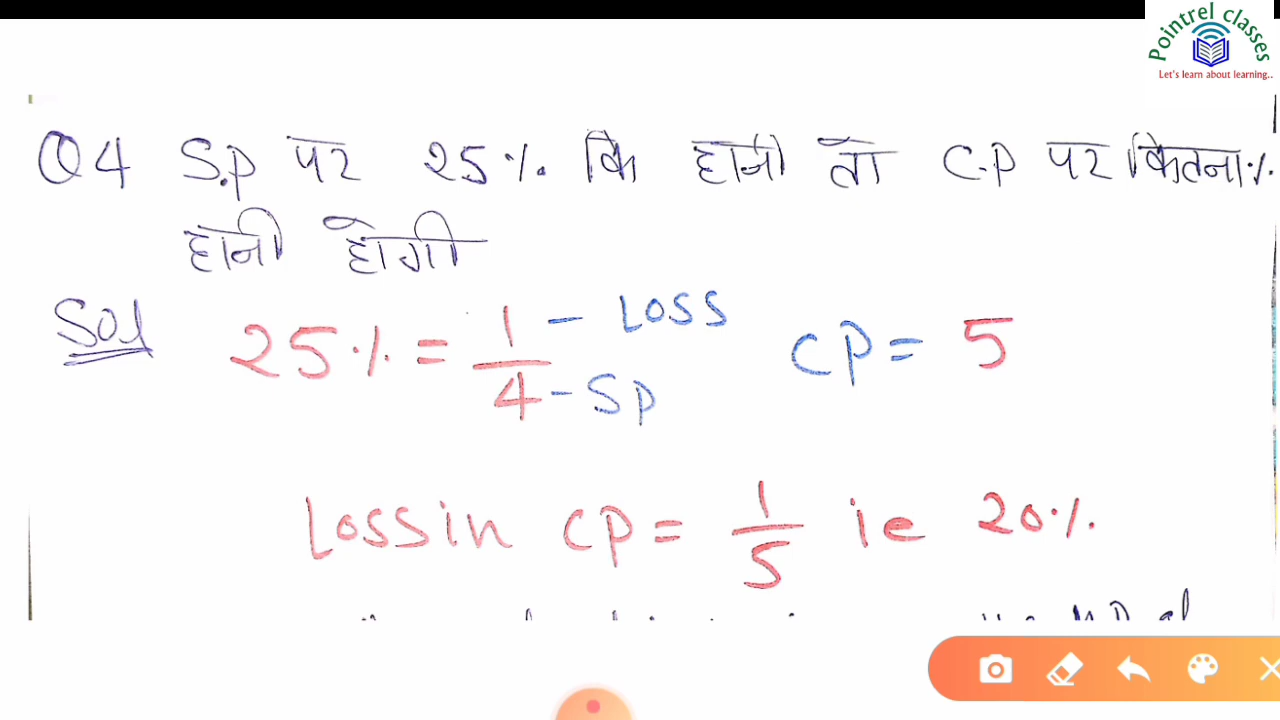 Pointrel classes
Let's learn about learning..
Q4 S.P पर 25% कि हानी तो C.P पर कितना%
हानी होगी
Sol 25% = 1/4 - Loss - SP CP = 5
Loss in CP = 1/5 ie 20%